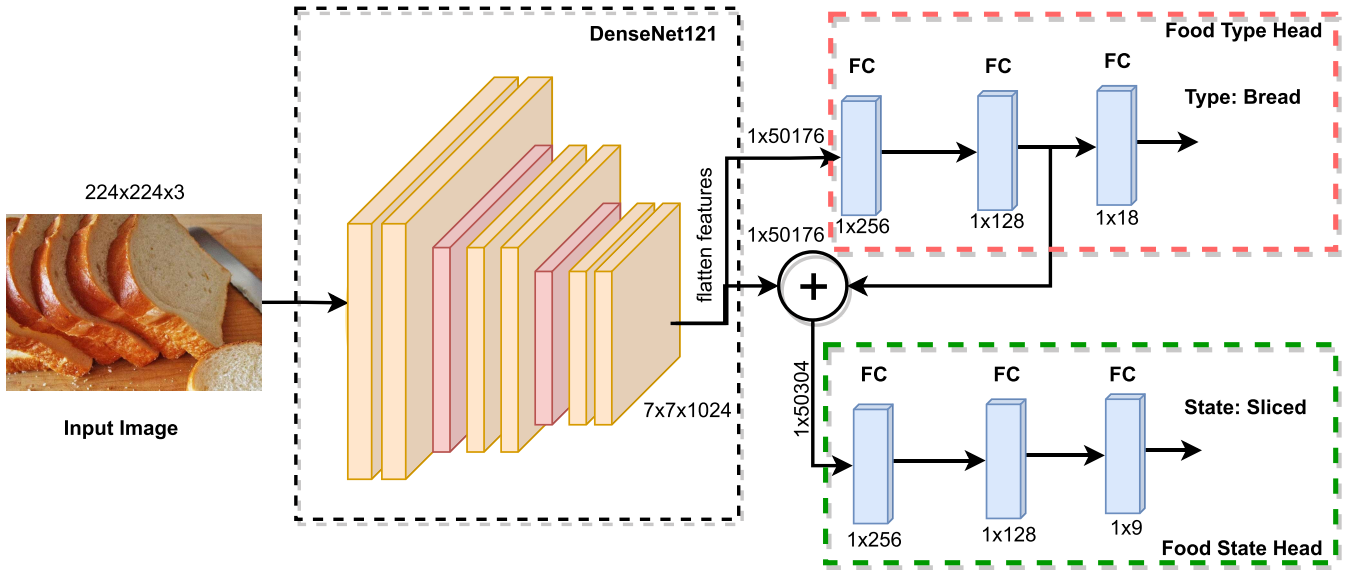 224x224x3
Input Image
DenseNet121
7x7x1024
flatten features
1x50176
1x50176
+
1x50304
Food Type Head
FC
FC
FC
1x256
1x128
1x18
Type: Bread
FC
FC
FC
1x256
1x128
1x9
State: Sliced
Food State Head